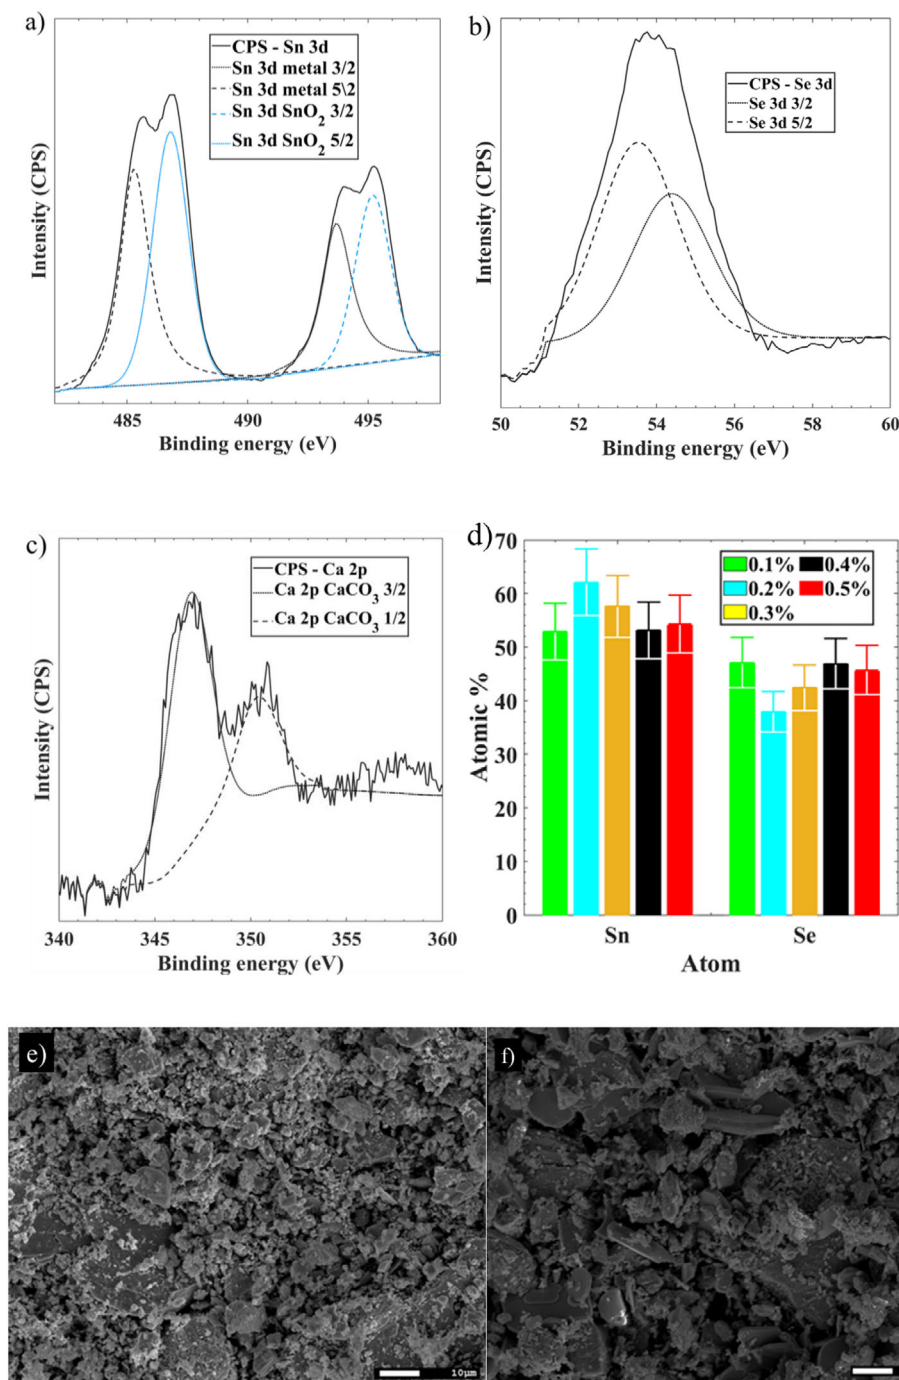 a)
CPS - Sn 3d
Sn 3d metal 3/2
Sn 3d metal 5\2
Sn 3d SnO2 3/2
Sn 3d SnO2 5/2
Intensity (CPS)
485 490 495
Binding energy (eV)
b)
CPS - Se 3d
Se 3d 3/2
Se 3d 5/2
Intensity (CPS)
50 52 54 56 58 60
Binding energy (eV)
c)
CPS - Ca 2p
Ca 2p CaCO3 3/2
Ca 2p CaCO3 1/2
Intensity (CPS)
340 345 350 355 360
Binding energy (eV)
d)
70
60
50
40
30
20
10
0
Atomic %
0.1% 0.4%
0.2% 0.5%
0.3%
Sn Se
Atom
e)
10μm
f)